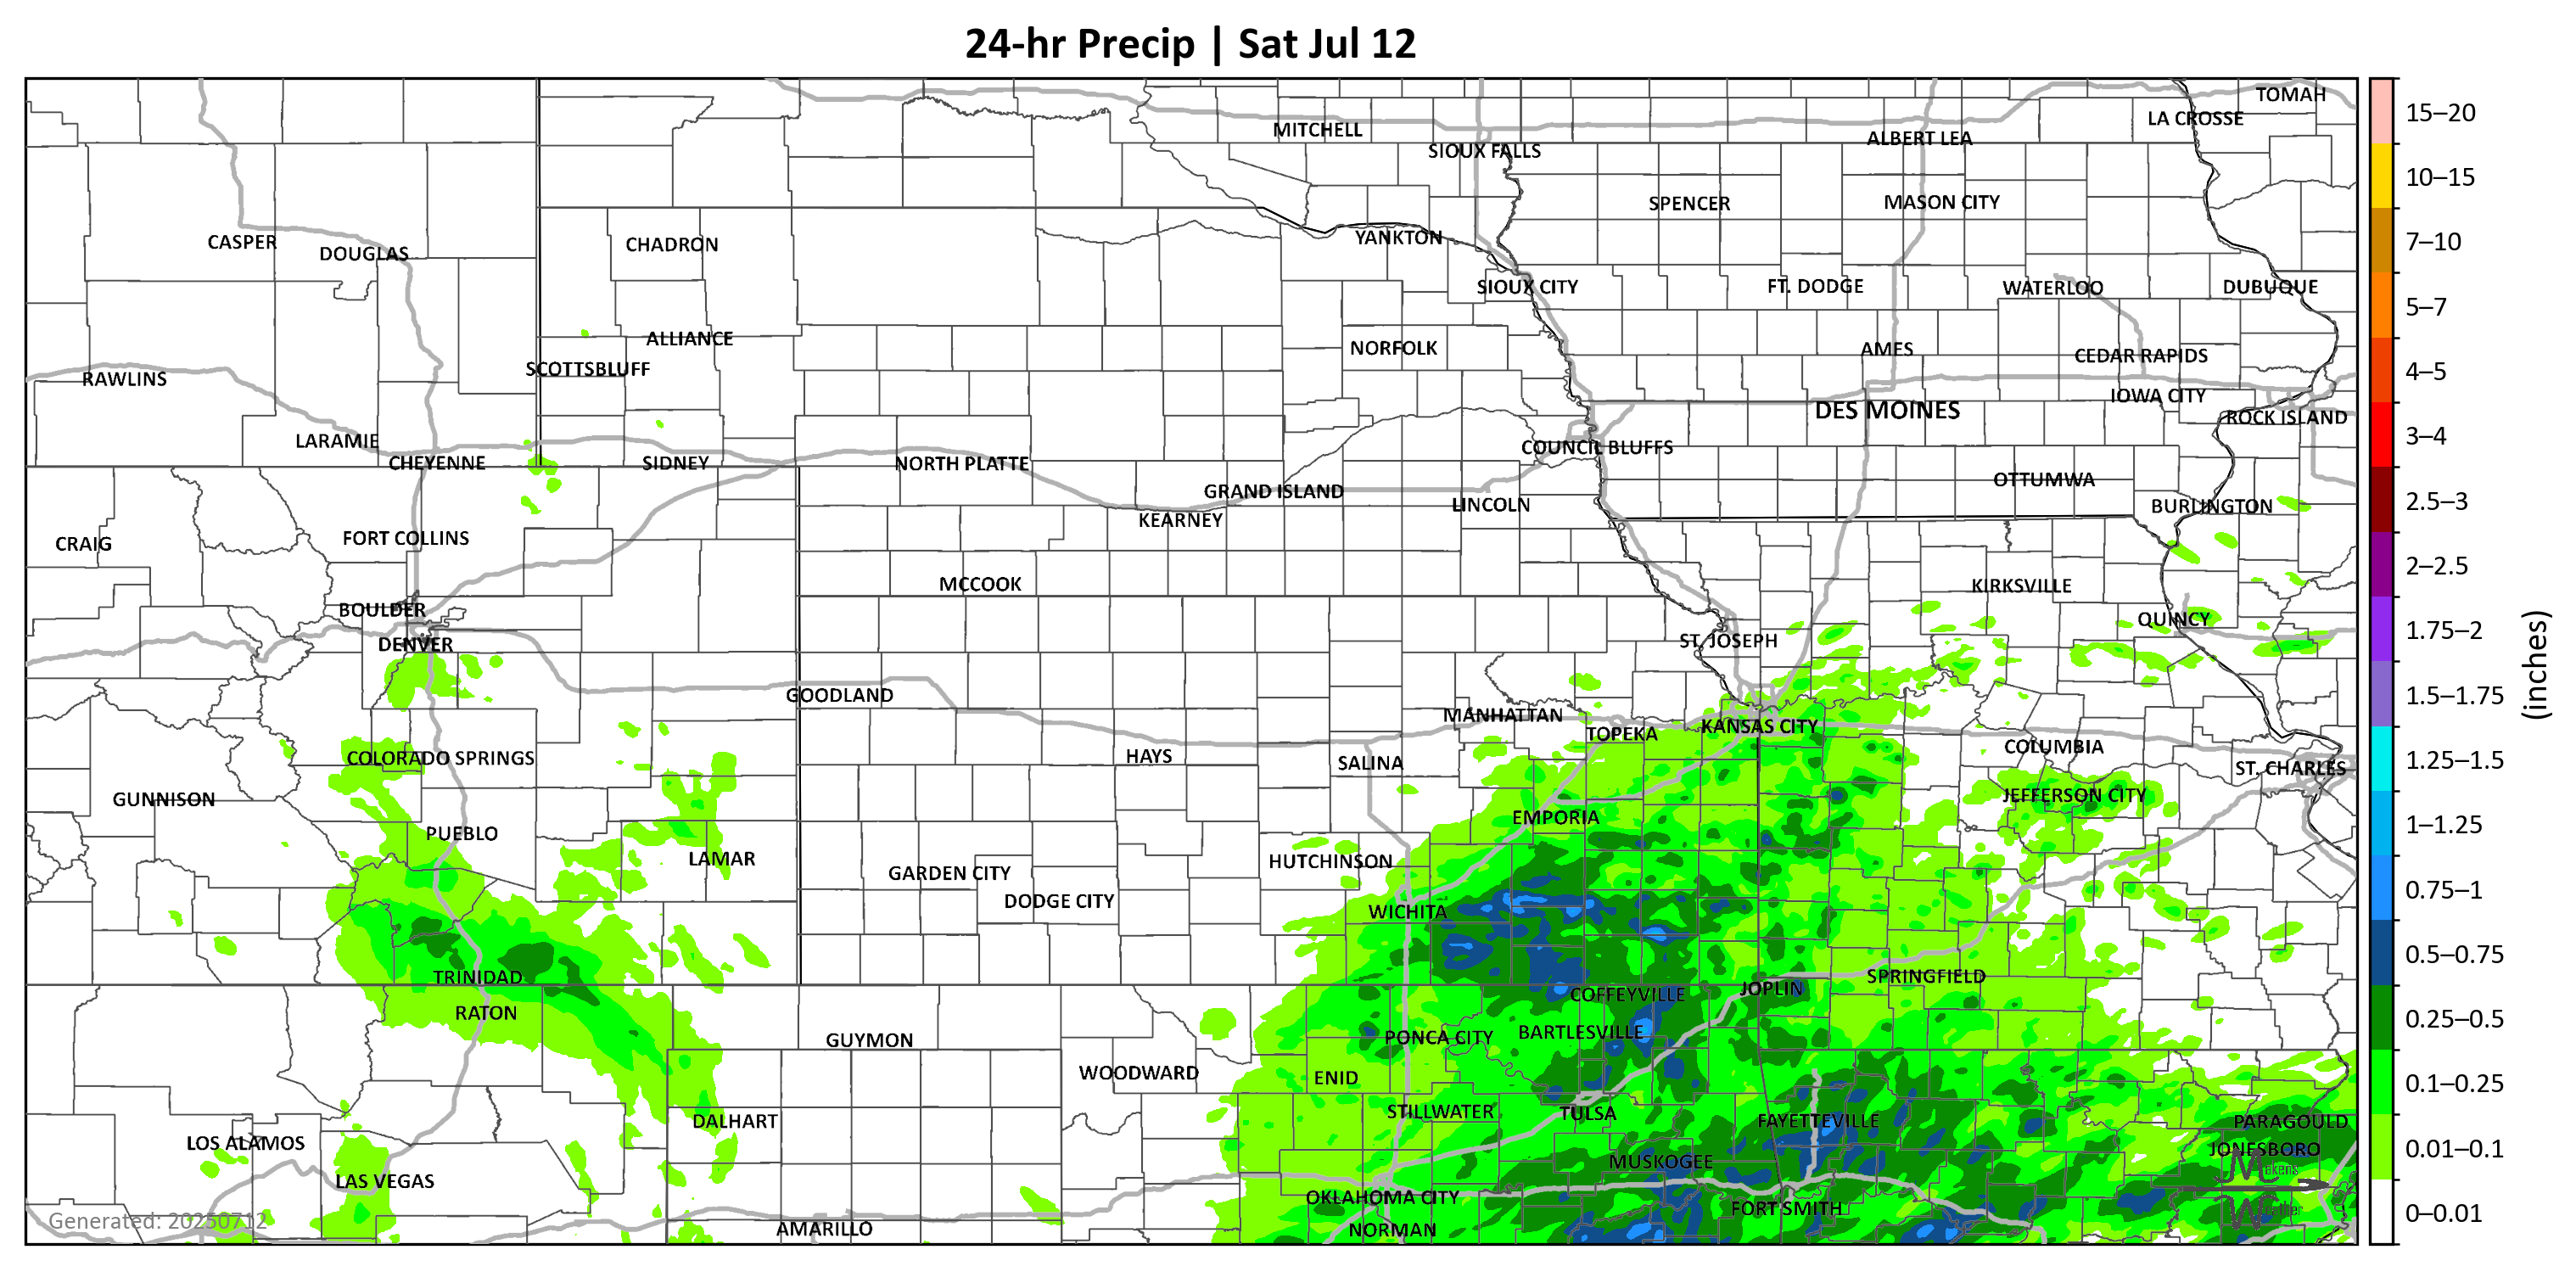 24-hr Precip | Sat Jul 12
TOMAH
LA CROSSE
MITCHELL
ALBERT LEA
SIOUX FALLS
SPENCER
MASON CITY
YANKTON
CASPER
CHADRON
DOUGLAS
SIOUX CITY
FT. DODGE
WATERLOO
DUBUQUE
ALLIANCE
NORFOLK
AMES
CEDAR RAPIDS
SCOTTSBLUFF
RAWLINS
IOWA CITY
DES MOINES
ROCK ISLAND
LARAMIE
COUNCIL BLUFFS
CHEYENNE
SIDNEY
NORTH PLATTE
OTTUMWA
GRAND ISLAND
LINCOLN
BURLINGTON
KEARNEY
FORT COLLINS
CRAIG
MCCOOK
KIRKSVILLE
BOULDER
QUINCY
DENVER
ST. JOSEPH
GOODLAND
MANHATTAN
KANSAS CITY
TOPEKA
COLUMBIA
COLORADO SPRINGS
HAYS
SALINA
ST. CHARLES
GUNNISON
JEFFERSON CITY
EMPORIA
PUEBLO
LAMAR
HUTCHINSON
GARDEN CITY
DODGE CITY
WICHITA
TRINIDAD
SPRINGFIELD
JOPLIN
COFFEYVILLE
RATON
GUYMON
PONCA CITY
BARTLESVILLE
WOODWARD
ENID
STILLWATER
TULSA
DALHART
FAYETTEVILLE
PARAGOULD
LOS ALAMOS
JONESBORO
MUSKOGEE
Makens
LAS VEGAS
OKLAHOMA CITY
FORT SMITH
Weather
Generated: 20250712
AMARILLO
NORMAN
15–20
10–15
7–10
5–7
4–5
3–4
2.5–3
2–2.5
1.75–2
1.5–1.75
1.25–1.5
1–1.25
0.75–1
0.5–0.75
0.25–0.5
0.1–0.25
0.01–0.1
0–0.01
(inches)